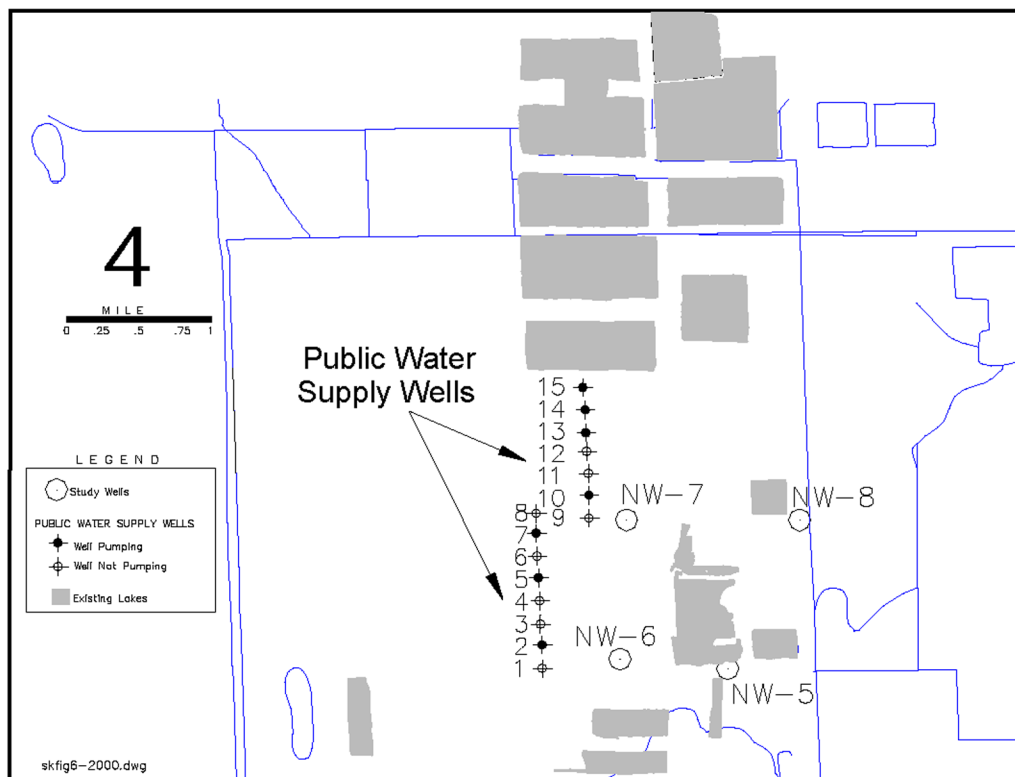 4
MILE
0 .25 .5 .75 1
Public Water
Supply Wells
15
14
13
12
11
10
9
8
7
6
5
4
3
2
1
NW-7
NW-8
NW-6
NW-5
LEGEND
Study Wells
PUBLIC WATER SUPPLY WELLS
Well Pumping
Well Not Pumping
Existing Lakes
skfig6-2000.dwg